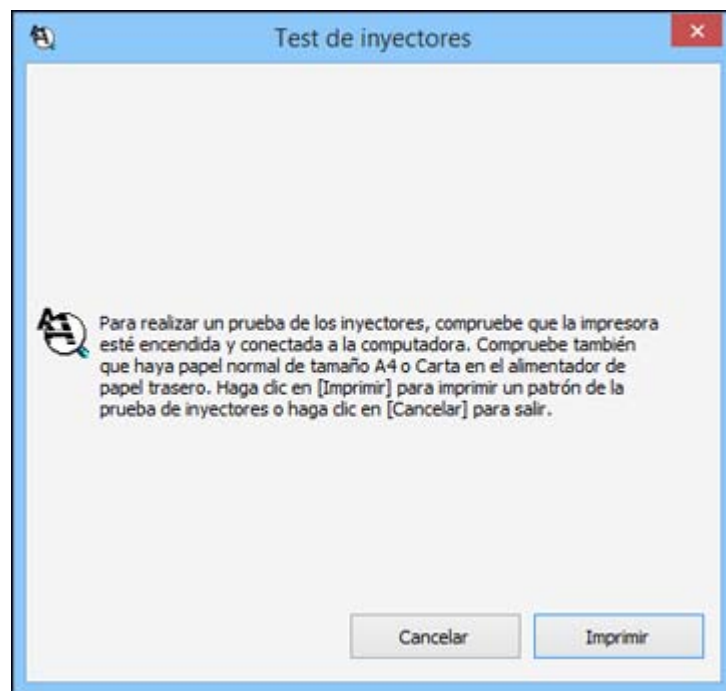 Test de inyectores
Para realizar un prueba de los inyectores, compruebe que la impresora
esté encendida y conectada a la computadora. Compruebe también
que haya papel normal de tamaño A4 o Carta en el alimentador de
papel trasero. Haga clic en [Imprimir] para imprimir un patrón de la
prueba de inyectores o haga clic en [Cancelar] para salir.
Cancelar
Imprimir